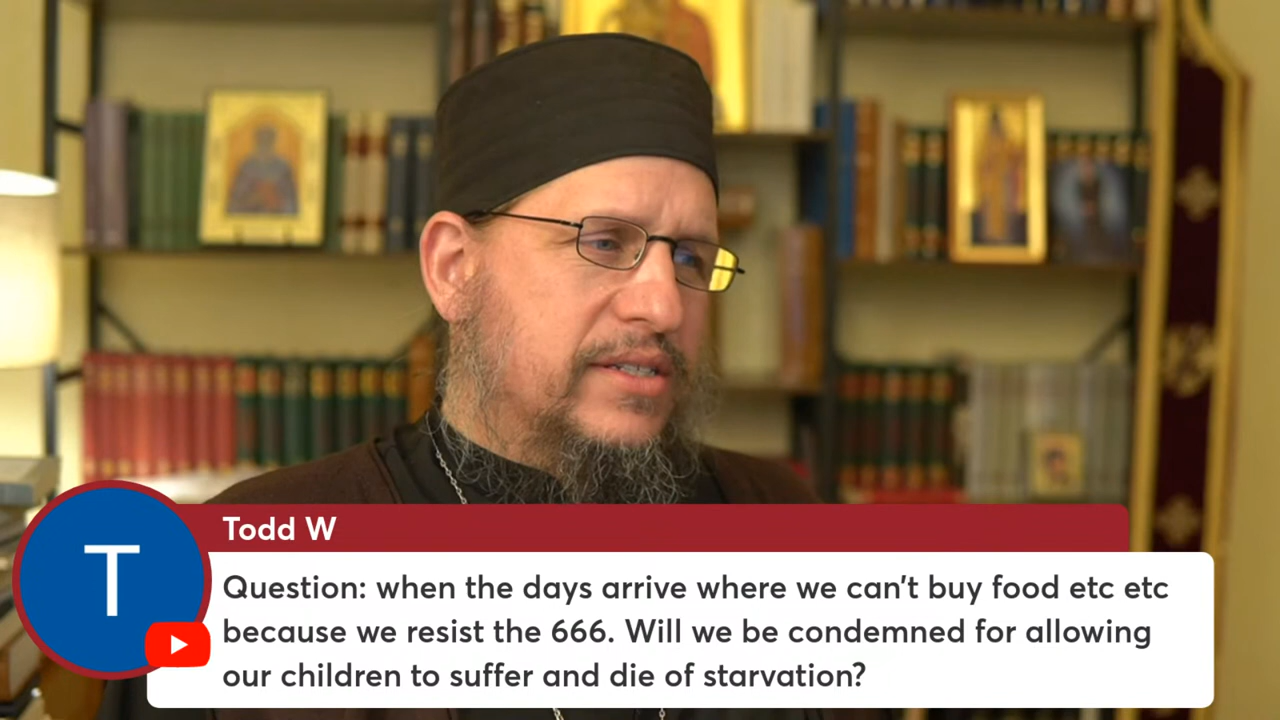 T
Todd W
Question: when the days arrive where we can't buy food etc etc
because we resist the 666. Will we be condemned for allowing
our children to suffer and die of starvation?